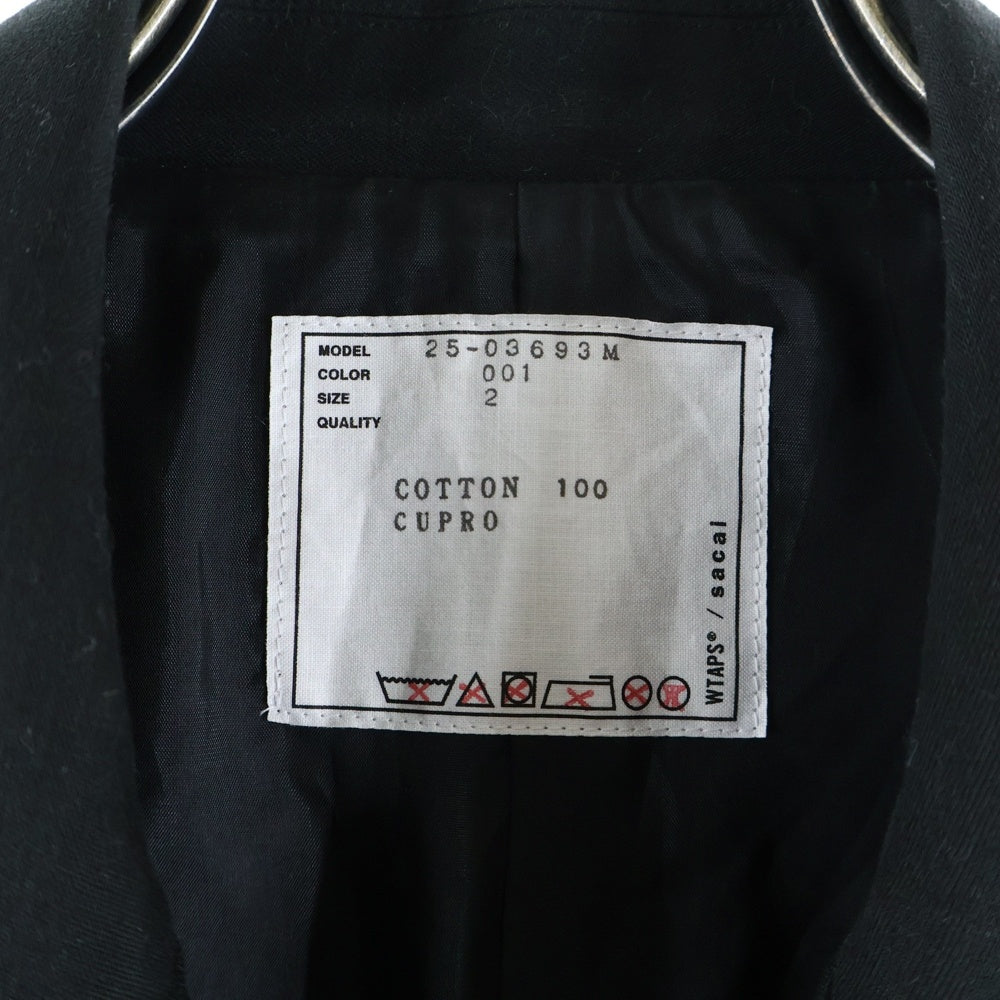 MODEL 25-03693M
COLOR 001
SIZE 2
QUALITY
COTTON 100
CUPRO
WTAPS® / sacai